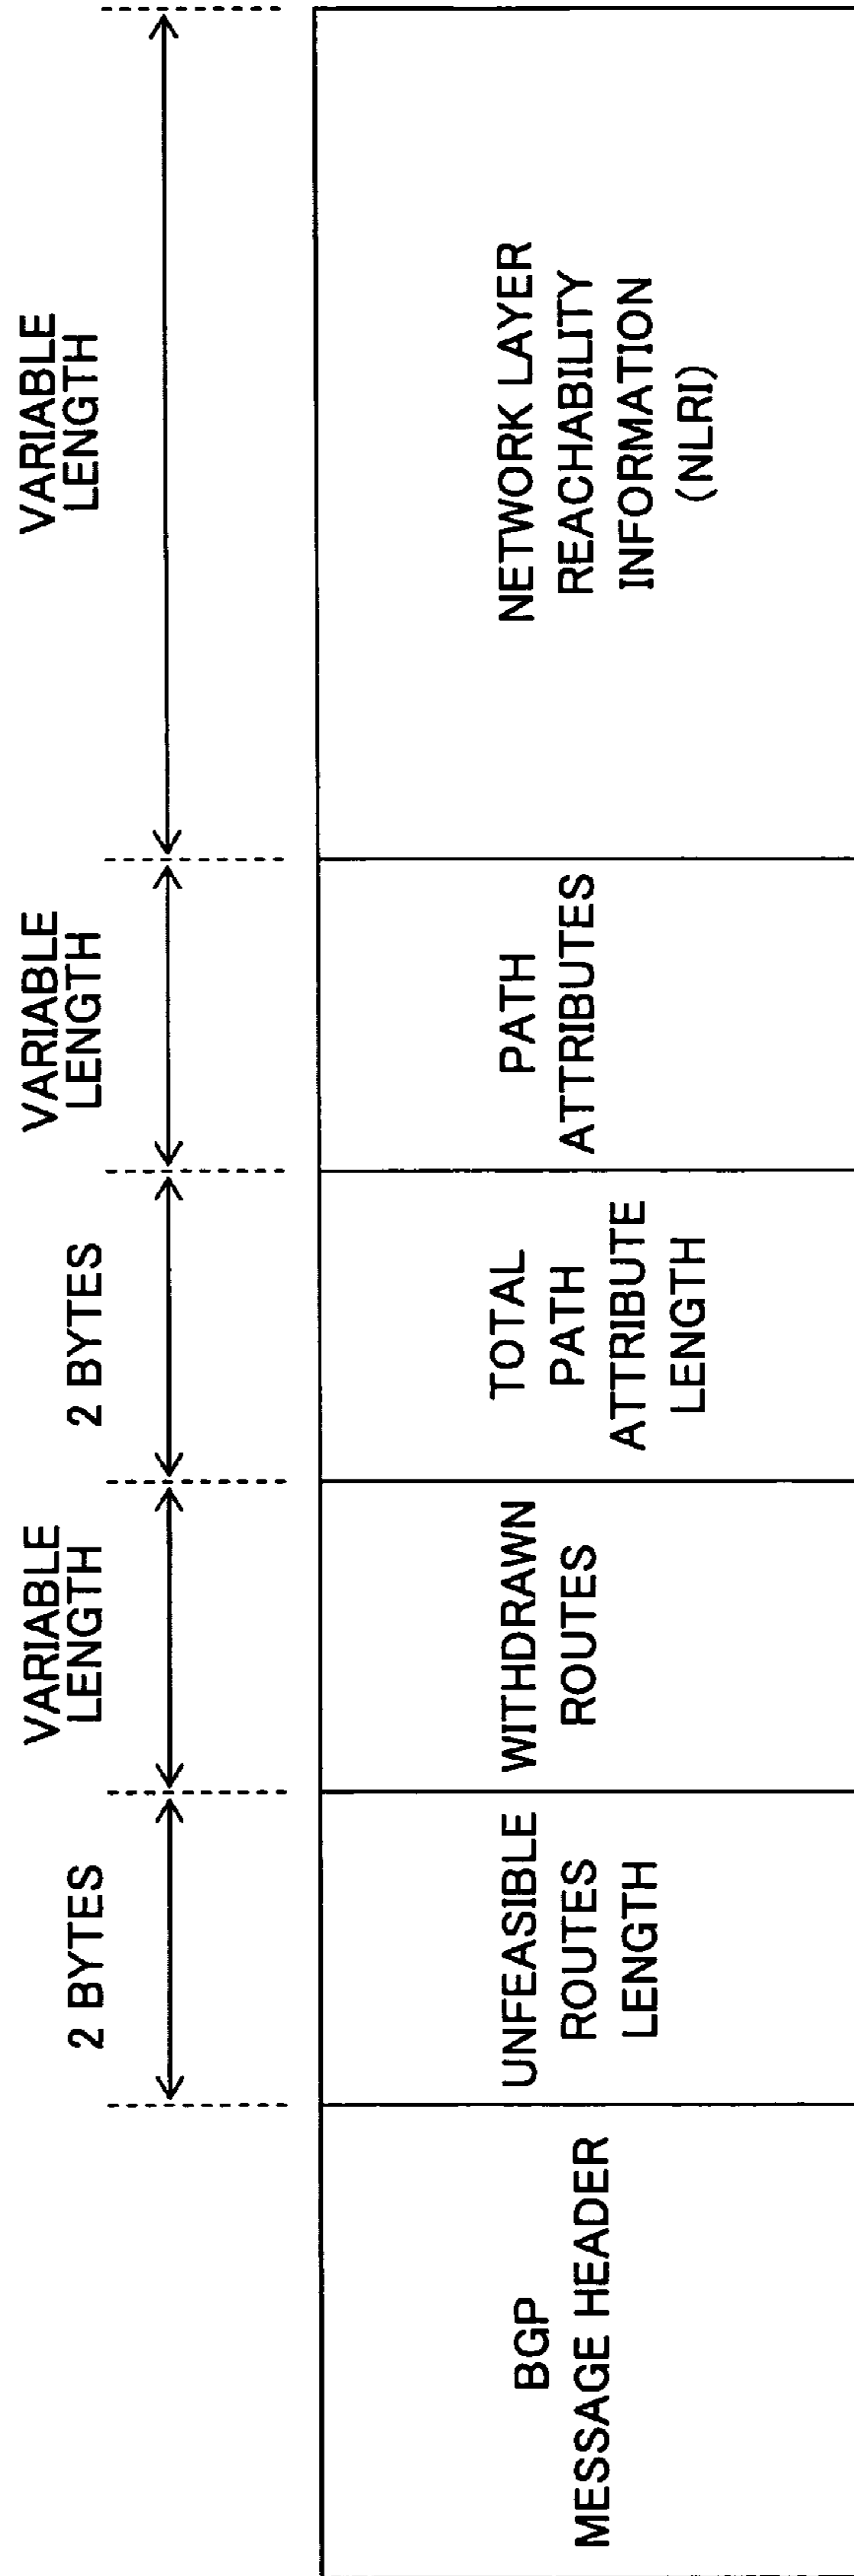 2 BYTES
VARIABLE
LENGTH
2 BYTES
VARIABLE
LENGTH
VARIABLE
LENGTH
BGP
MESSAGE HEADER
UNFEASIBLE
ROUTES
LENGTH
WITHDRAWN
ROUTES
TOTAL
PATH
ATTRIBUTE
LENGTH
PATH
ATTRIBUTES
NETWORK LAYER
REACHABILITY
INFORMATION
(NLRI)